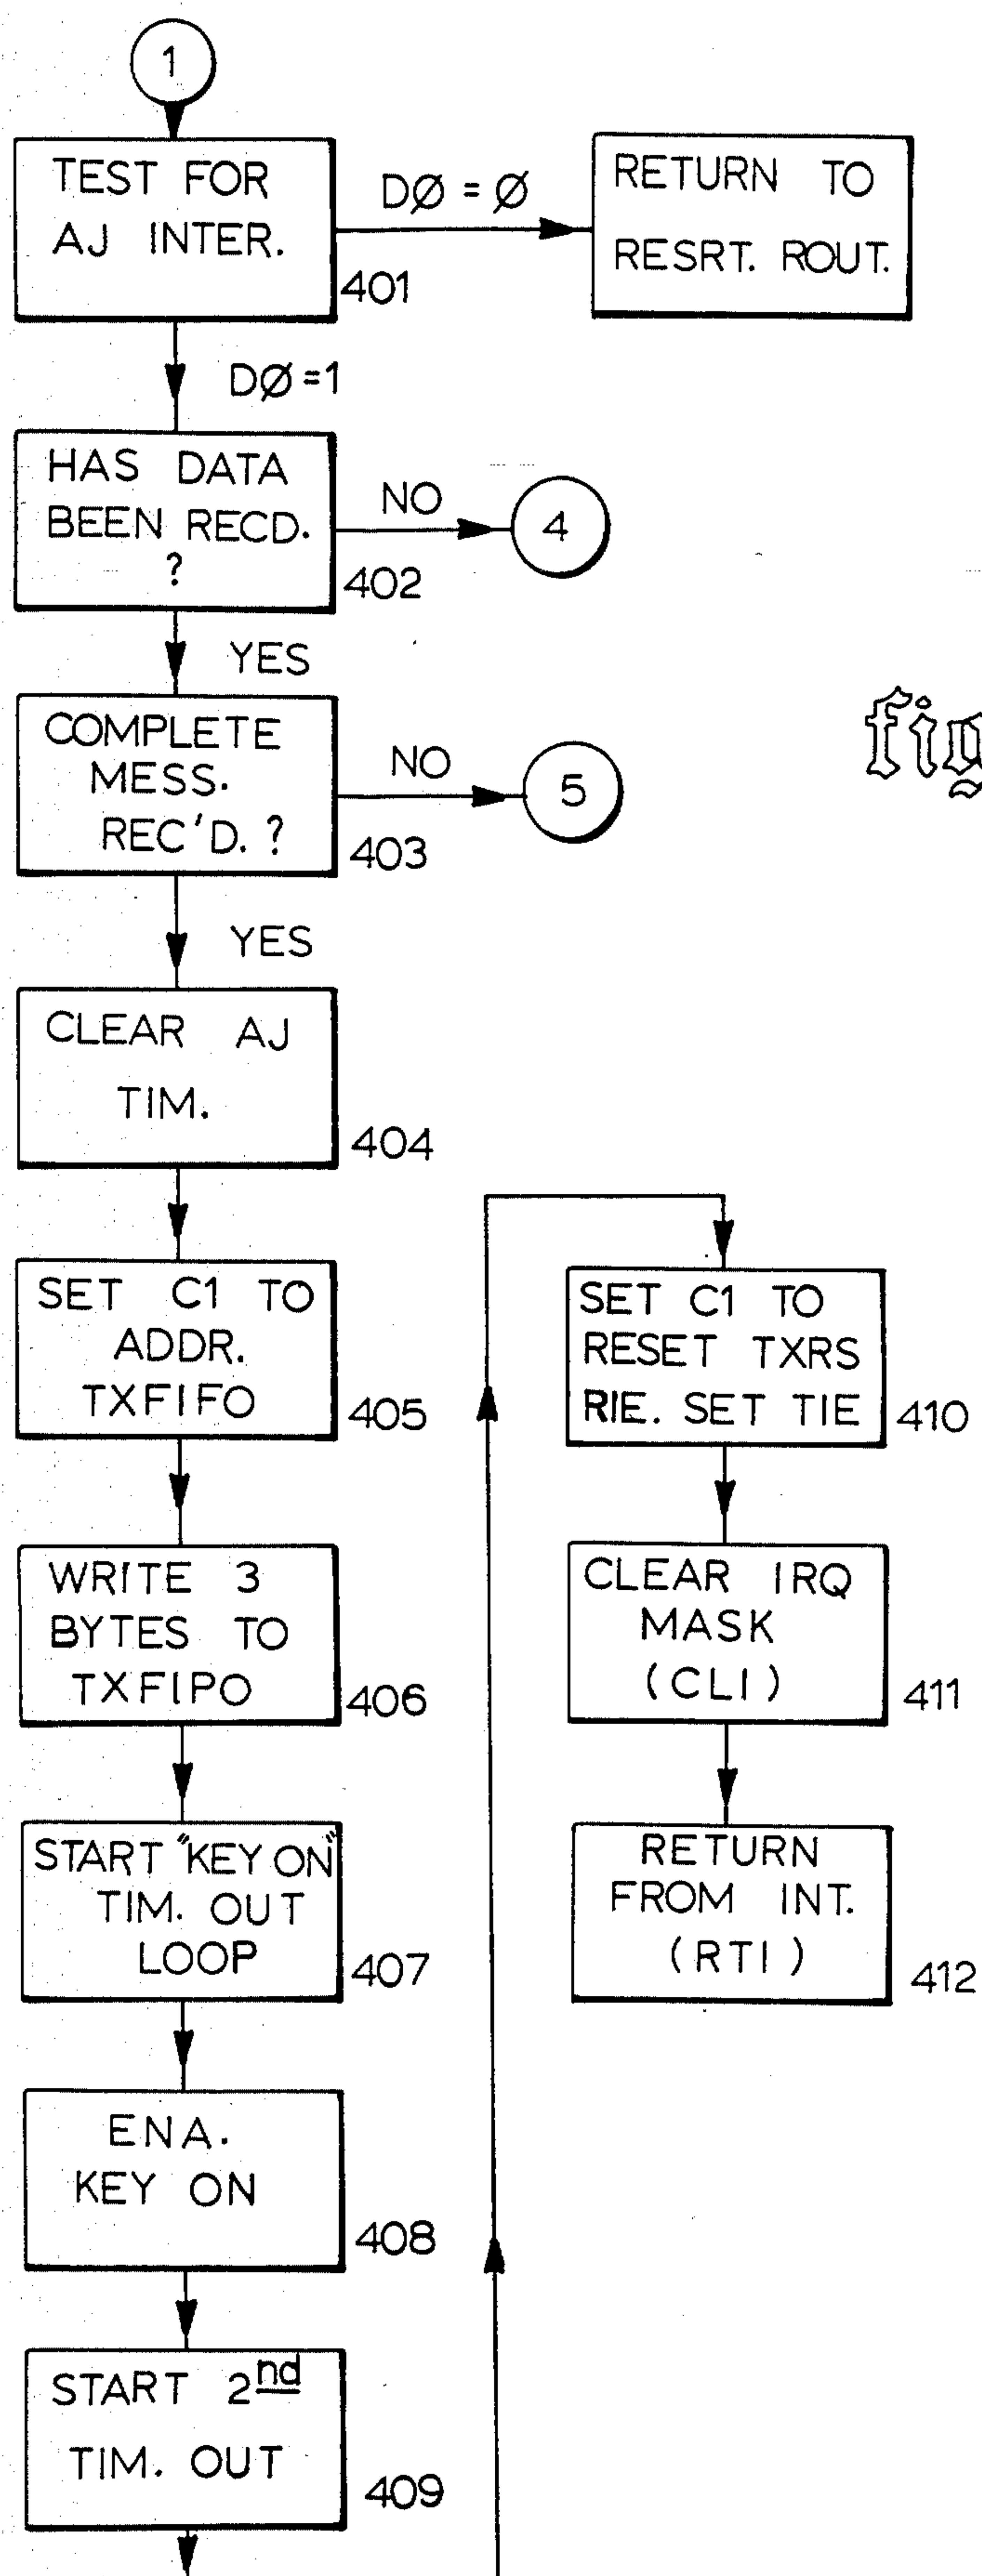 1
TEST FOR
AJ INTER.
401
DØ = Ø
RETURN TO
RESRT. ROUT.
DØ=1
HAS DATA
BEEN RECD.
?
402
NO
4
YES
COMPLETE
MESS.
REC'D. ?
403
NO
5
fig
YES
CLEAR AJ
TIM.
404
SET C1 TO
ADDR.
TXFIFO
405
WRITE 3
BYTES TO
TXFIPO
406
START "KEY ON"
TIM. OUT
LOOP
407
ENA.
KEY ON
408
START 2nd
TIM. OUT
409
SET C1 TO
RESET TXRS
RIE. SET TIE
410
CLEAR IRQ
MASK
(CLI)
411
RETURN
FROM INT.
(RTI)
412